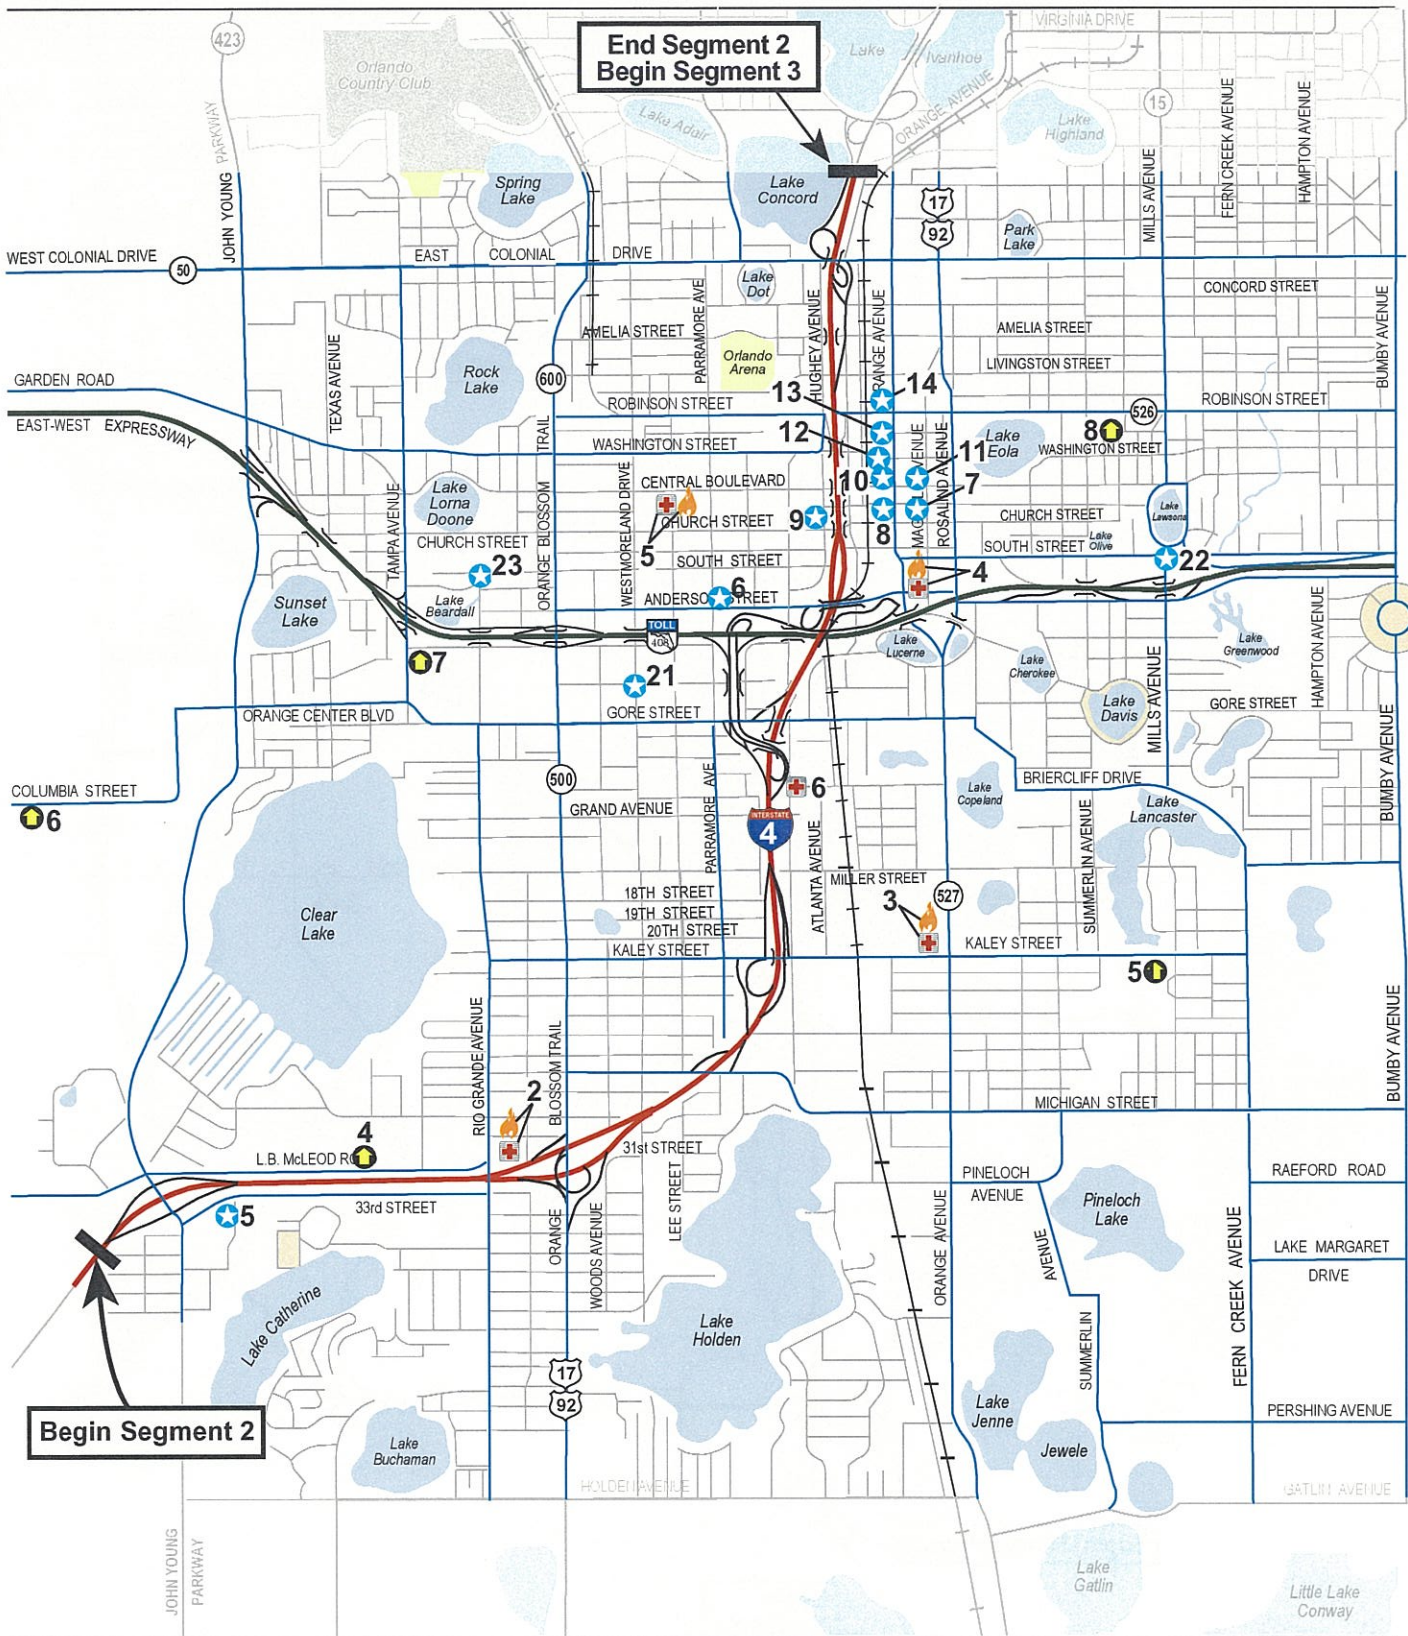 423
Orlando
Country Club
End Segment 2
Begin Segment 3
Lake
Ivanhoe
VIRGINIA DRIVE
ORANGE AVENUE
15
Lake Adair
Lake
Highland
JOHN YOUNG PARKWAY
Spring
Lake
Lake
Concord
17
92
Park
Lake
MILLS AVENUE
FERN CREEK AVENUE
HAMPTON AVENUE
WEST COLONIAL DRIVE
50
EAST COLONIAL DRIVE
Lake
Dot
CONCORD STREET
PARRAMORE AVE
HUGHEY AVENUE
RANGE AVENUE
AMELIA STREET
AMELIA STREET
BUMBY AVENUE
TEXAS AVENUE
Orlando
Arena
LIVINGSTON STREET
Rock
Lake
600
GARDEN ROAD
13
14
ROBINSON STREET
526
ROBINSON STREET
EAST-WEST EXPRESSWAY
TRAIL
WASHINGTON STREET
12
Lake
Eola
8
WASHINGTON STREET
11
10
CENTRAL BOULEVARD
WESTMORELAND DRIVE
MAG
VENUE
ROSALIND AVENUE
7
Lake
Lorna
Doone
TAMPA AVENUE
ORANGE BLOSSOM
CHURCH STREET
5
9
8
CHURCH STREET
Lake
Lawsona
CHURCH STREET
SOUTH STREET
SOUTH STREET
Lake
Olive
22
23
4
6
ANDERSO
TREET
Sunset
Lake
Lake
Beardall
TOLL
408
Lake
Lucerne
Lake
Cherokee
Lake
Greenwood
HAMPTON AVENUE
7
21
GORE STREET
ORANGE CENTER BLVD
Lake
Davis
MILLS AVENUE
GORE STREET
BUMBY AVENUE
COLUMBIA STREET
6
500
GRAND AVENUE
PARRAMORE AVE
6
INTERSTATE
4
ATLANTA AVENUE
Lake
Copeland
BRIERCLIFF DRIVE
Lake
Lancaster
SUMMERLIN AVENUE
MILLER STREET
18TH STREET
19TH STREET
20TH STREET
KALEY STREET
3
527
KALEY STREET
5
Clear
Lake
RIO GRANDE AVENUE
BLOSSOM TRAIL
BUMBY AVENUE
2
MICHIGAN STREET
4
L.B. McLEOD R
31st STREET
PINELOCH
AVENUE
RAEFORD ROAD
33rd STREET
5
LEE STREET
ORANGE
WOODS AVENUE
ORANGE AVENUE
AVENUE
Pineloch
Lake
FERN CREEK AVENUE
LAKE MARGARET
DRIVE
Lake Catherine
Lake
Holden
SUMMERLIN
17
92
Begin Segment 2
Lake
Buchaman
Lake
Jenne
Jewele
PERSHING AVENUE
HOLDEN AVENUE
GATLIN AVENUE
JOHN YOUNG
PARKWAY
Lake
Gatlin
Little Lake
Conway